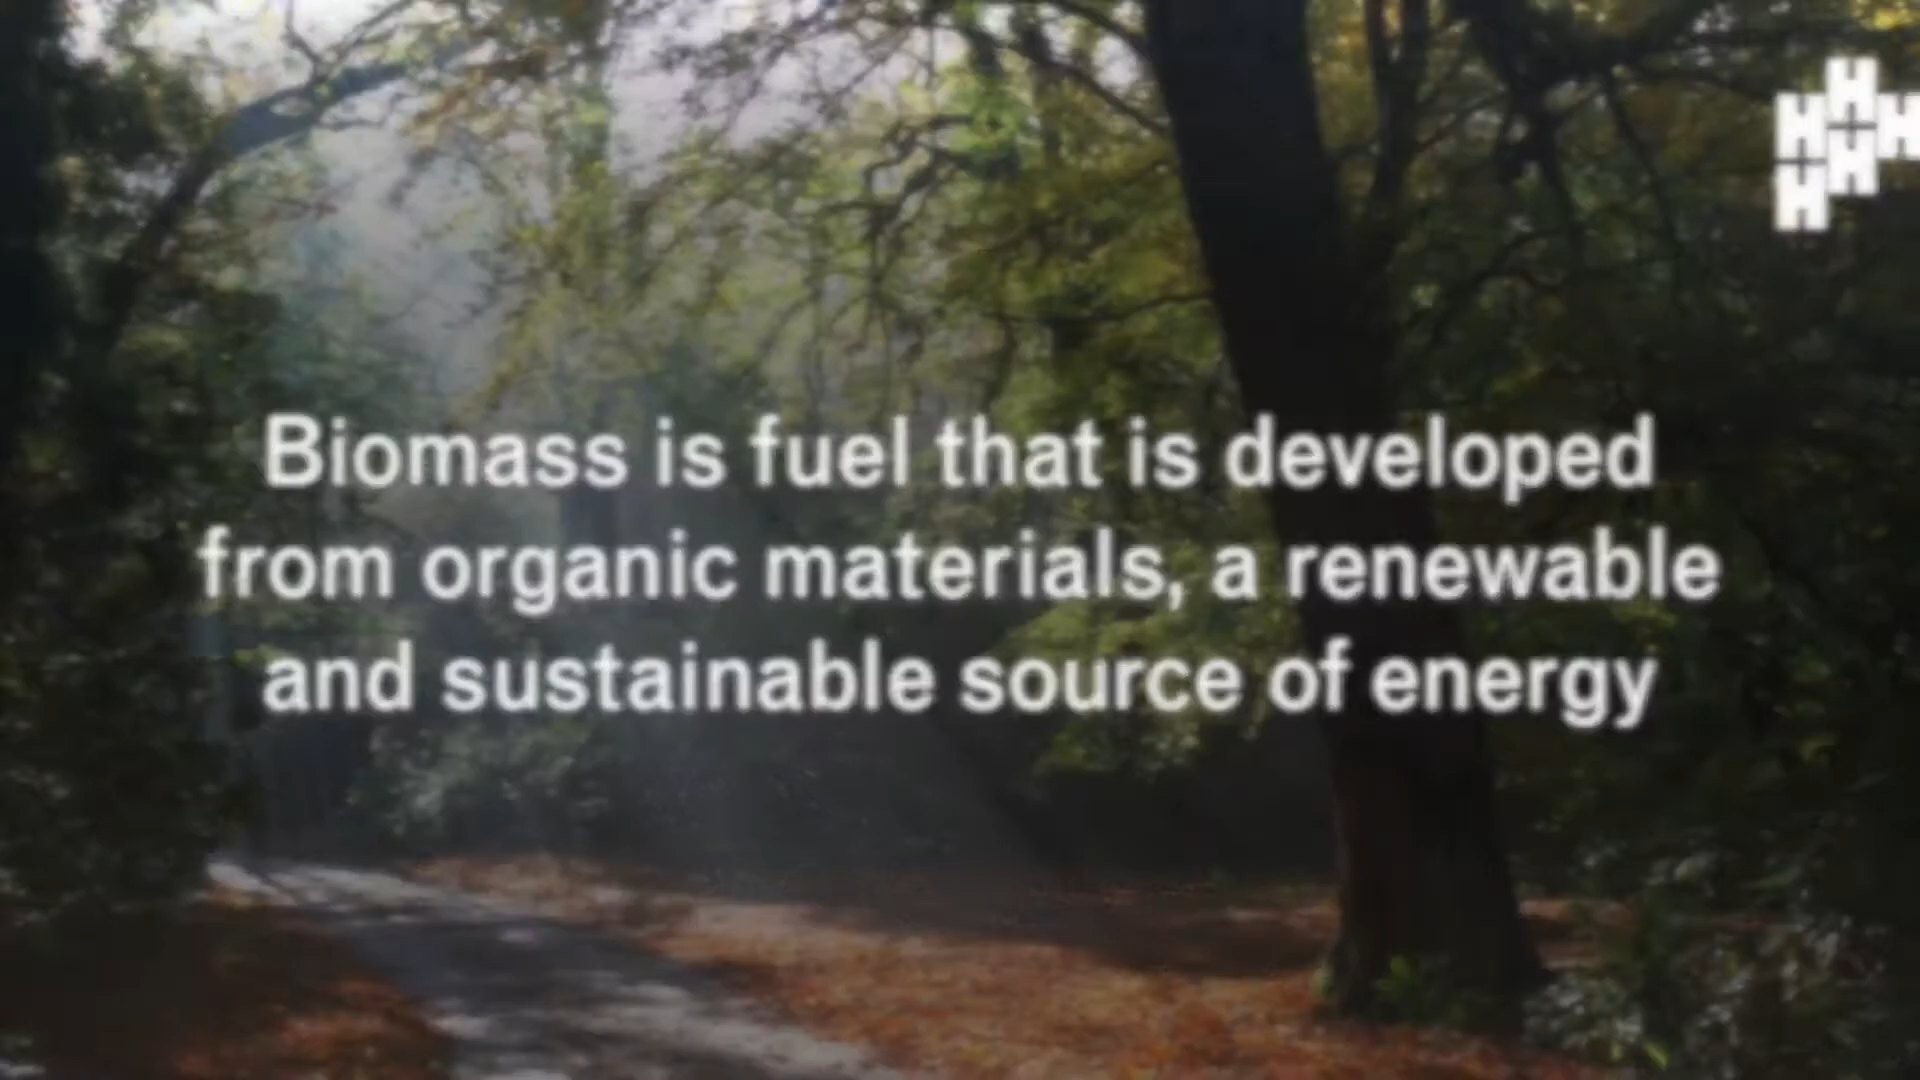 Biomass is fuel that is developed
from organic materials, a renewable
and sustainable source of energy